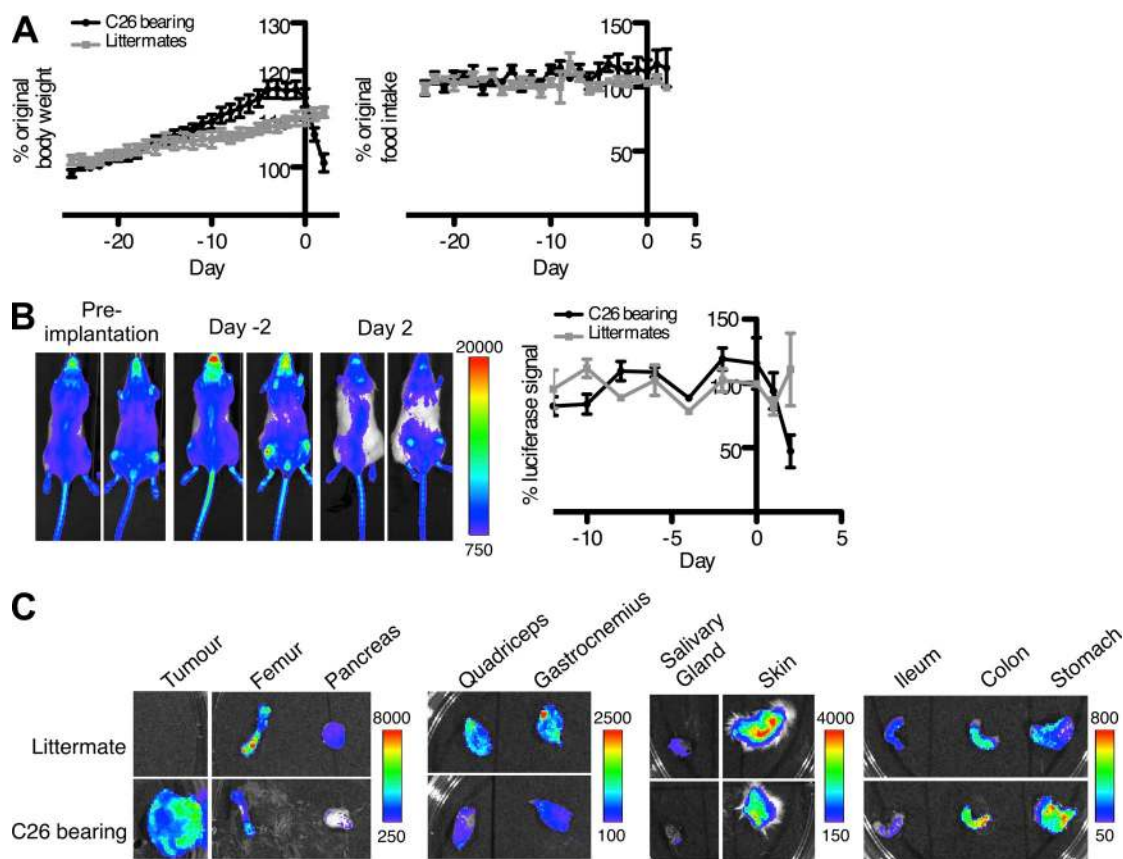 A
C26 bearing
Littermates
% original
body weight
130
120
100
-20
-10
0
Day
% original
food intake
150
100
50
-20
-10
0
5
Day
B
Pre-
implantation
Day -2
Day 2
20000
750
C26 bearing
Littermates
% luciferase signal
150
100
50
-10
-5
0
5
Day
C
Tumour
Femur
Pancreas
Quadriceps
Gastrocnemius
Salivary
Gland
Skin
Ileum
Colon
Stomach
Littermate
C26 bearing
8000
250
2500
100
4000
150
800
50